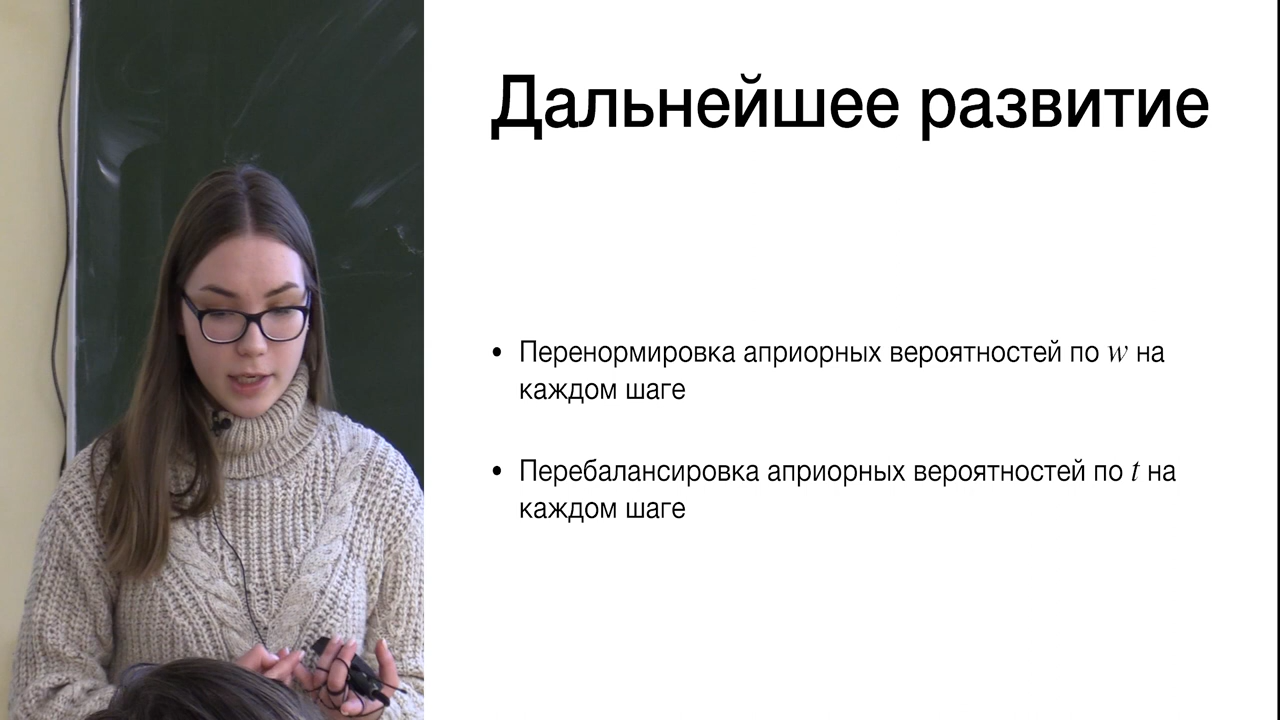 Дальнейшее развитие
• Перенормировка априорных вероятностей по w на
каждом шаге
• Перебалансировка априорных вероятностей по t на
каждом шаге